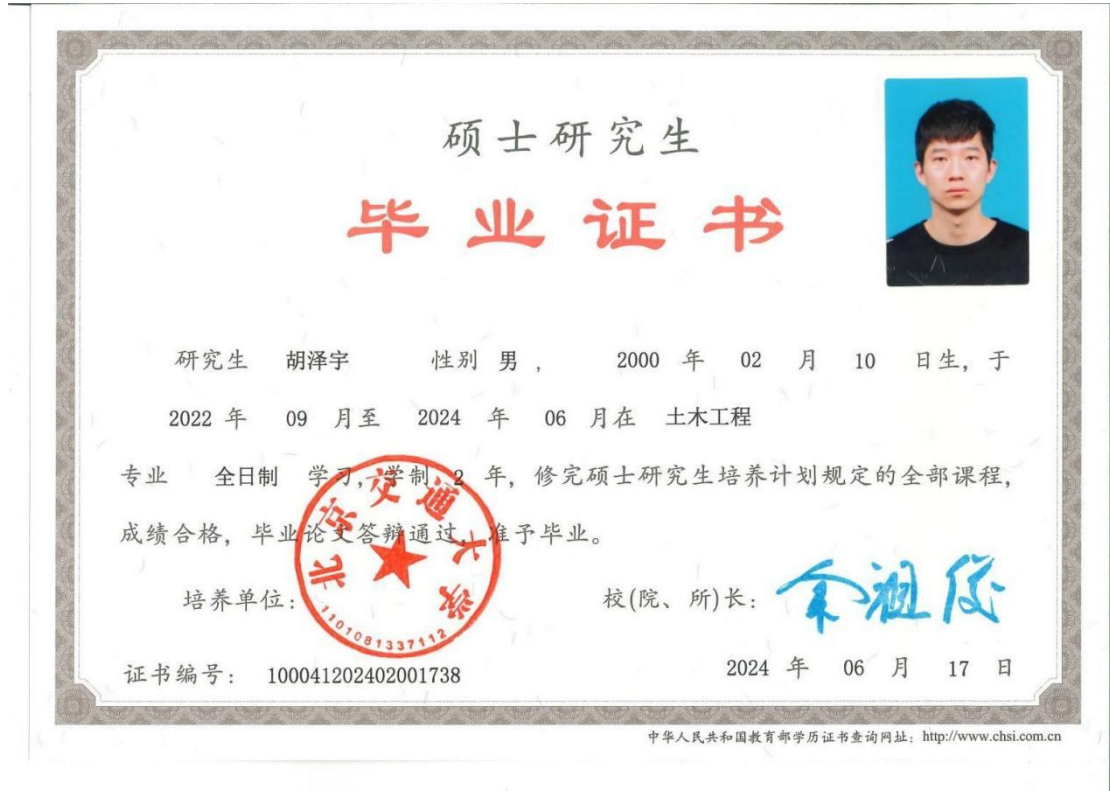 硕士研究生
毕业证书
研究生 胡泽宇 性别 男 , 2000 年 02 月 10 日生, 于
2022 年 09 月至 2024 年 06 月在 土木工程
专业 全日制 学习, 学制 2 年, 修完硕士研究生培养计划规定的全部课程,
成绩合格, 毕业论文答辩通过, 准予毕业。
北京交通大学
1101081337112
培养单位: 校(院、所)长: 余祖俊
证书编号: 100041202402001738 2024 年 06 月 17 日
中华人民共和国教育部学历证书查询网址: http://www.chsi.com.cn